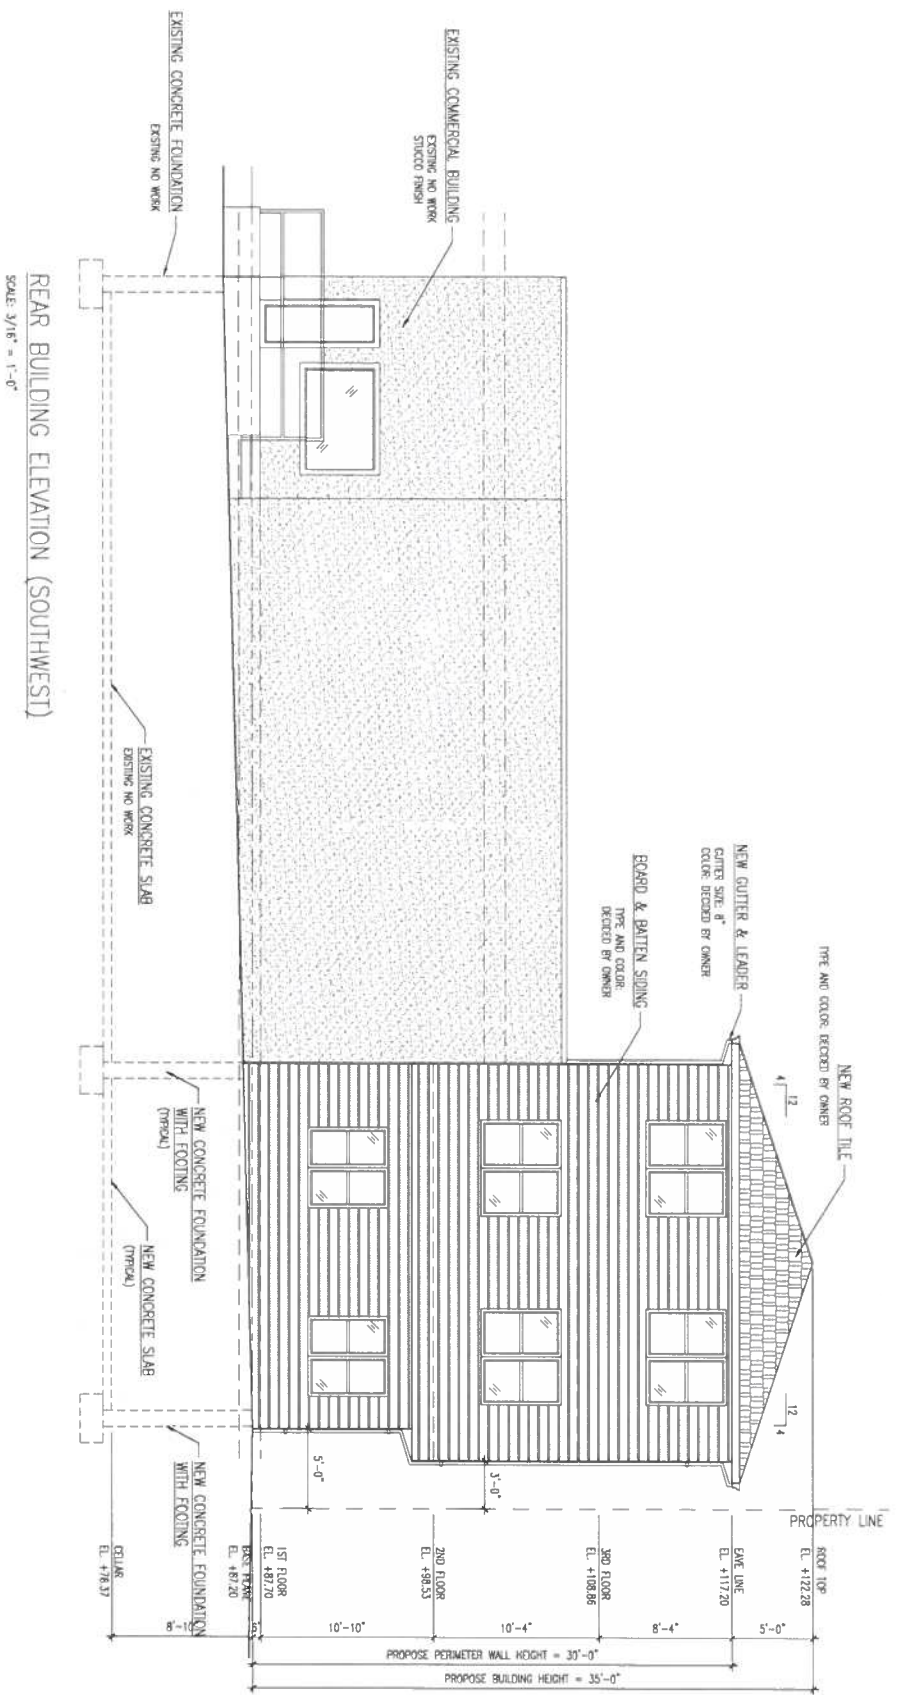 TYPE AND COLOR: DECIDED BY OWNER
NEW ROOF TILE
12
4
12
4
NEW GUTTER & LEADER
GUTTER SIZE: 8"
COLOR: DECIDED BY OWNER
BOARD & BATTEN SIDING
TYPE AND COLOR:
DECIDED BY OWNER
EXISTING COMMERCIAL BUILDING
EXISTING NO WORK
STUCCO FINISH
EXISTING CONCRETE FOUNDATION
EXISTING NO WORK
EXISTING CONCRETE SLAB
EXISTING NO WORK
NEW CONCRETE FOUNDATION
WITH FOOTING
(TYPICAL)
NEW CONCRETE SLAB
(TYPICAL)
NEW CONCRETE FOUNDATION
WITH FOOTING
5'-0"
3'-0"
PROPERTY LINE
ROOF TOP
EL. +122.28
EAVE LINE
EL. +117.20
3RD FLOOR
EL. +108.86
2ND FLOOR
EL. +98.53
1ST FLOOR
EL. +87.70
BASE PLANE
EL. +87.20
CELLAR
EL. +78.37
5'-0"
8'-4"
10'-4"
10'-10"
6"
8'-10"
PROPOSE PERIMETER WALL HEIGHT = 30'-0"
PROPOSE BUILDING HEIGHT = 35'-0"
REAR BUILDING ELEVATION (SOUTHWEST)
SCALE: 3/16" = 1'-0"